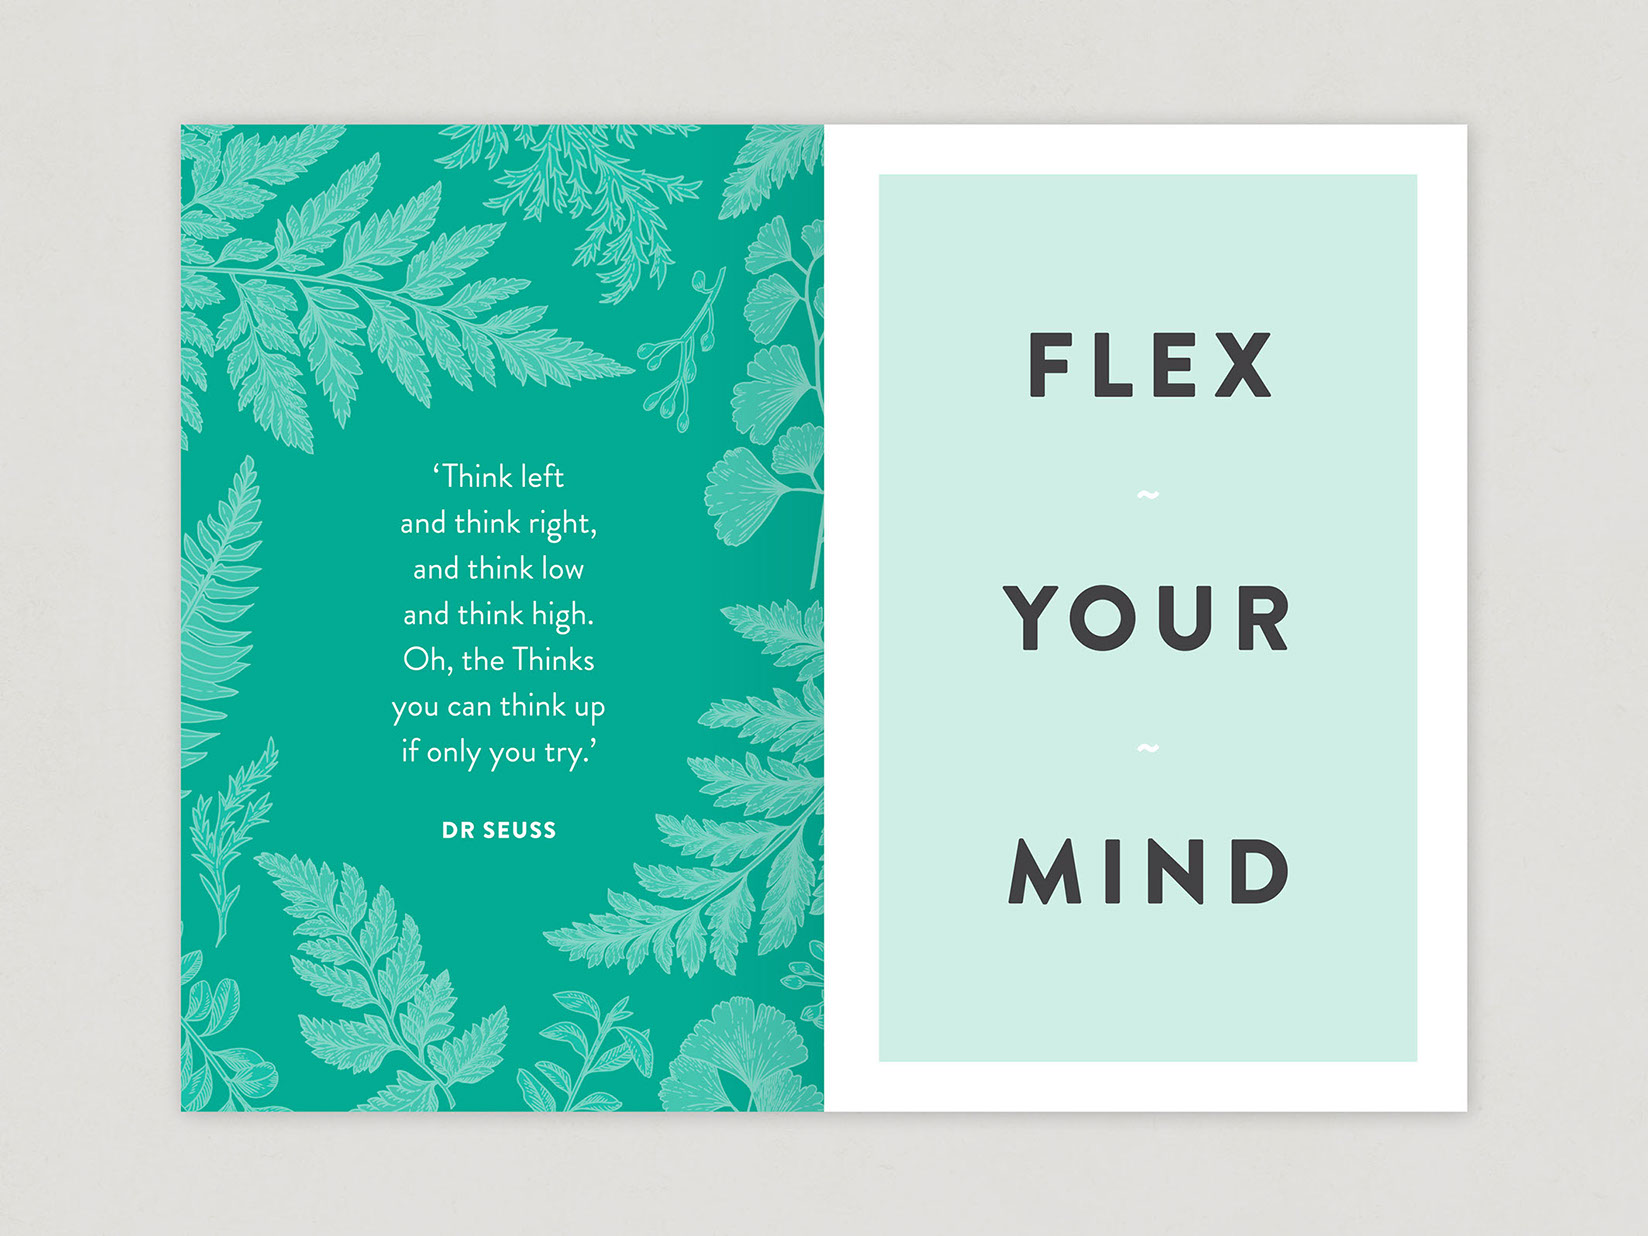 ‘Think left
and think right,
and think low
and think high.
Oh, the Thinks
you can think up
if only you try.’
DR SEUSS
FLEX
~
YOUR
~
MIND